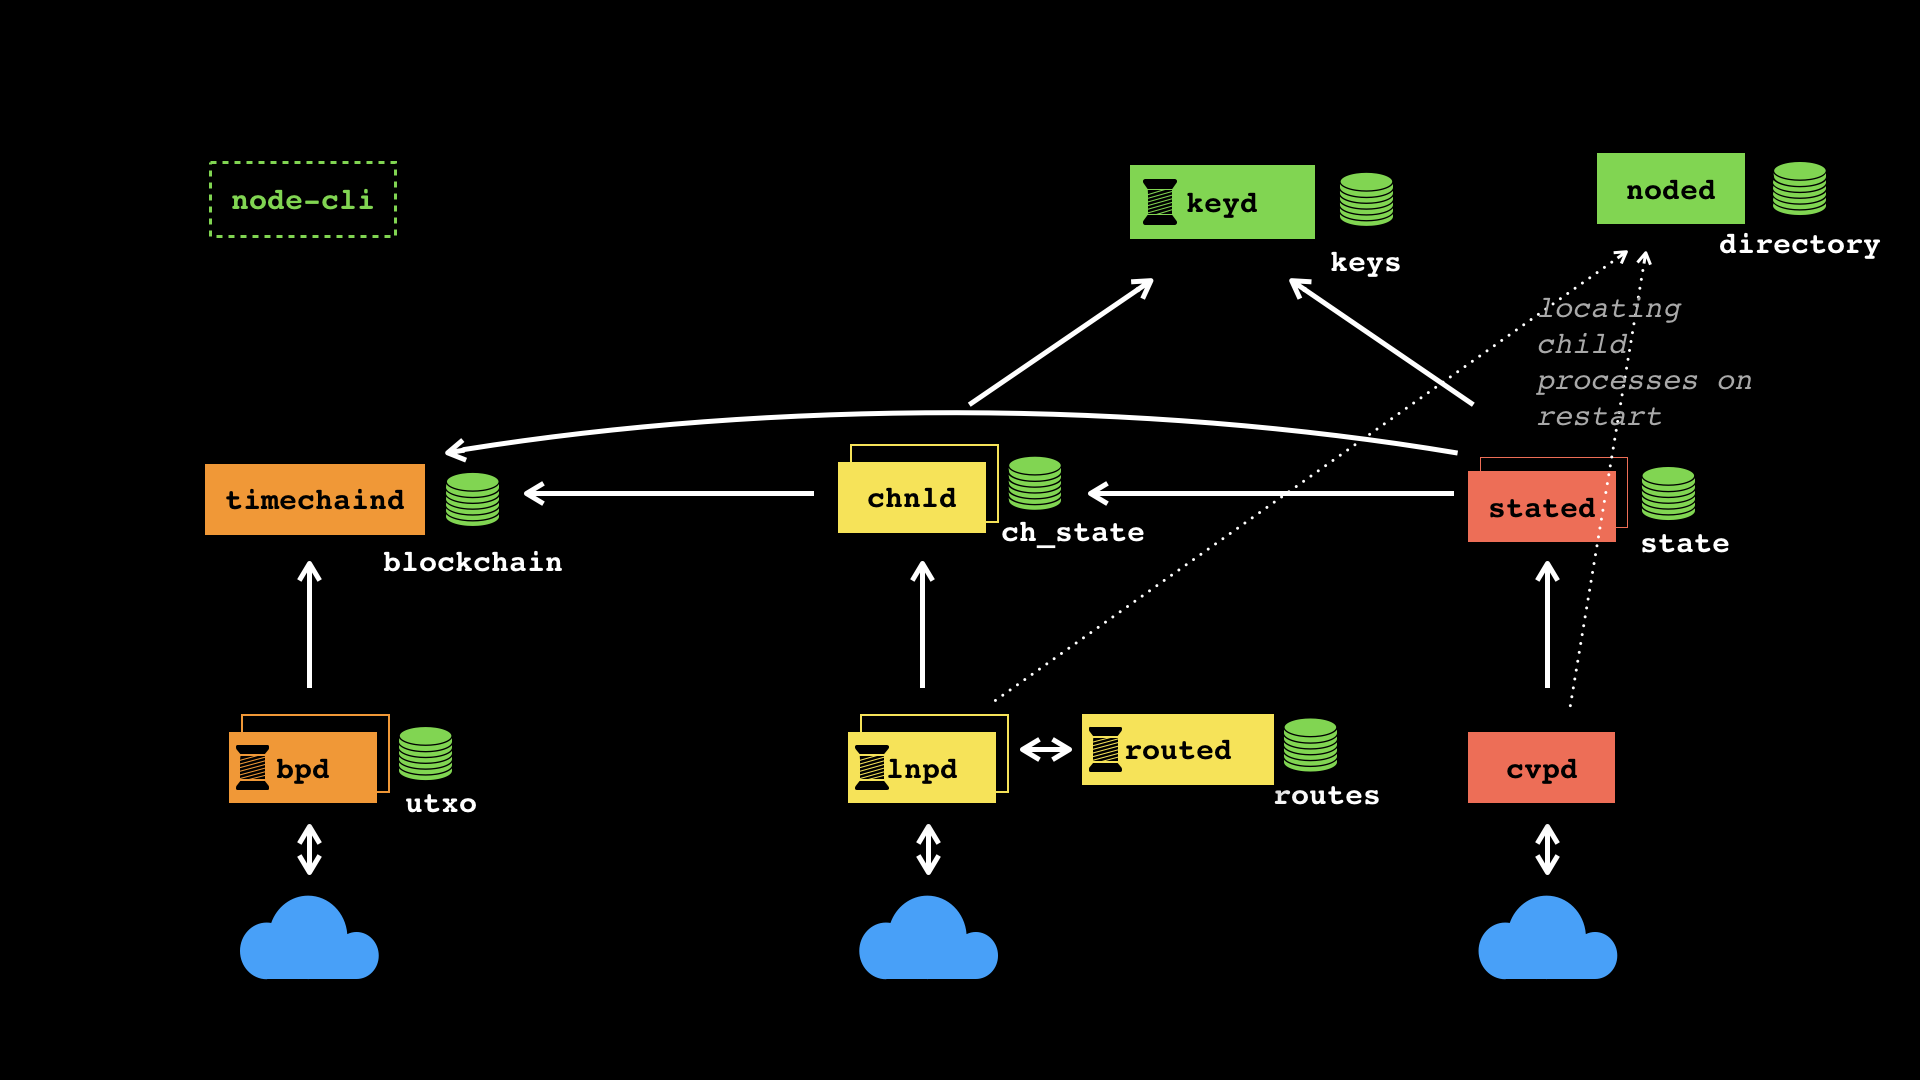 node-cli
keyd
keys
noded
directory
locating
child
processes on
restart
timechaind
blockchain
chnld
ch_state
stated
state
bpd
utxo
lnpd
routed
routes
cvpd